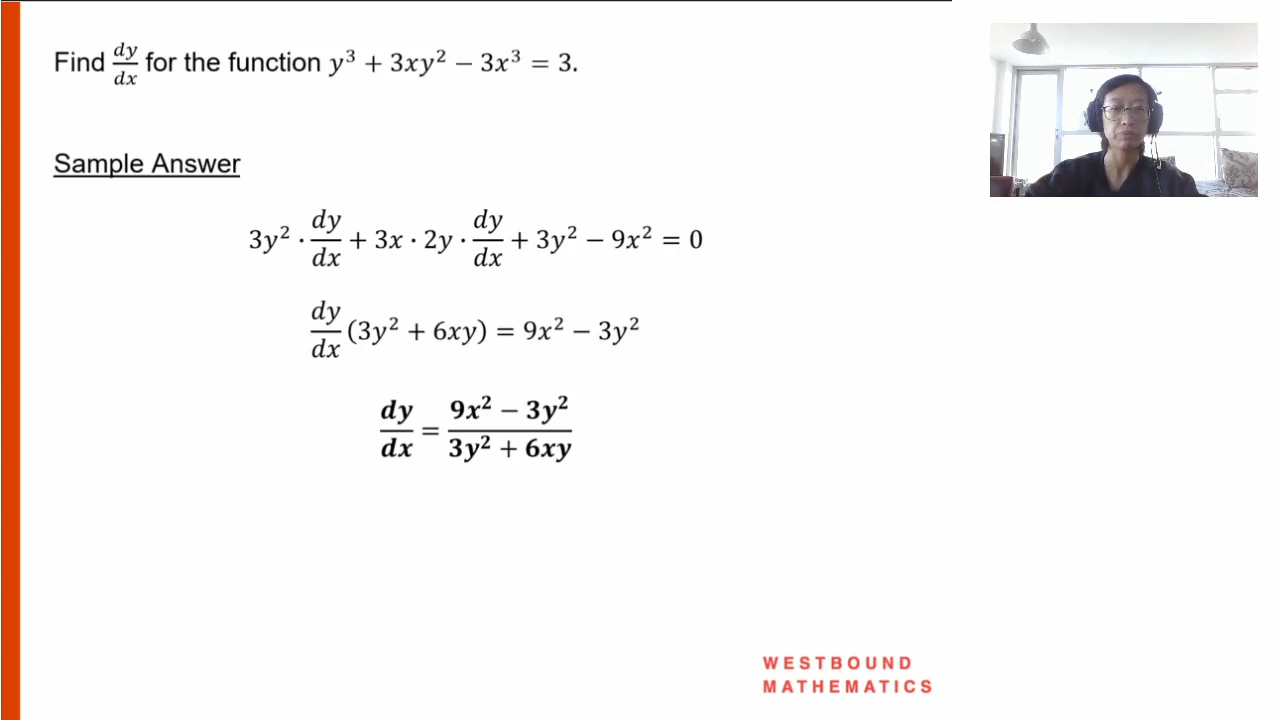 Find dy/dx for the function y³ + 3xy² − 3x³ = 3.
Sample Answer
3y² · dy/dx + 3x · 2y · dy/dx + 3y² − 9x² = 0
dy/dx (3y² + 6xy) = 9x² − 3y²
dy/dx = (9x² − 3y²)/(3y² + 6xy)
WESTBOUND
MATHEMATICS